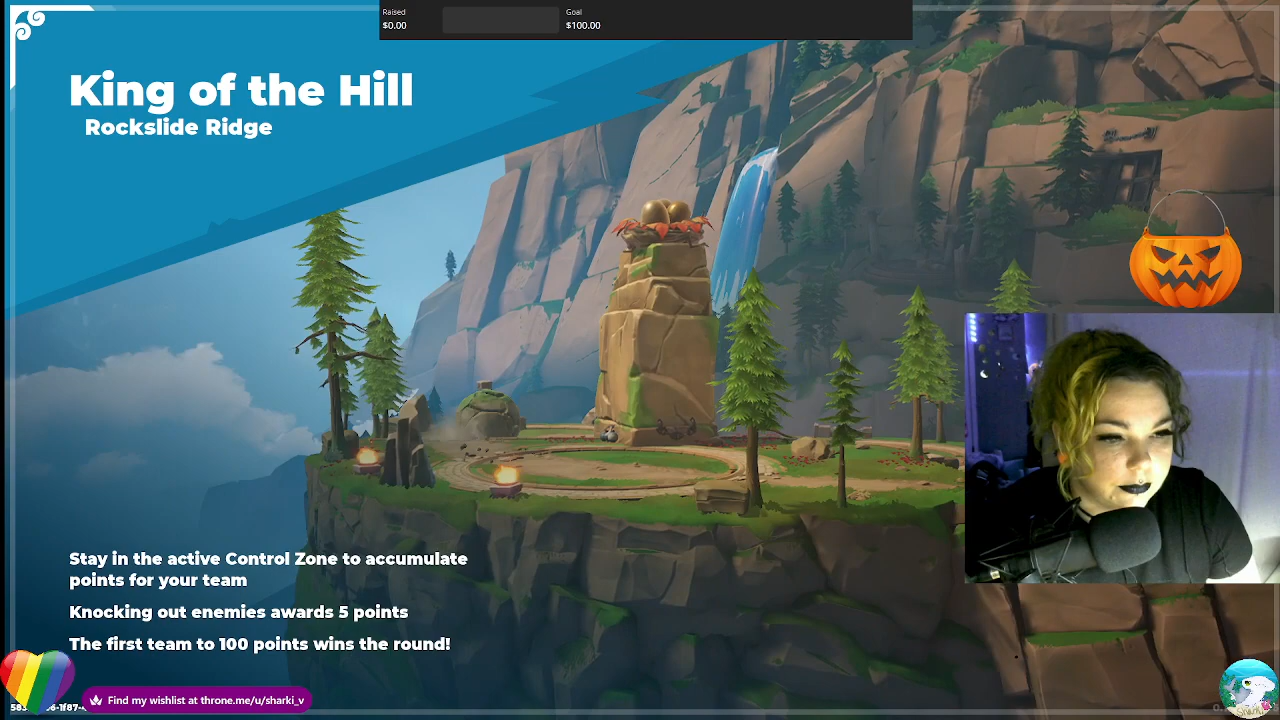 Raised
$0.00
Goal
$100.00
King of the Hill
Rockslide Ridge
Stay in the active Control Zone to accumulate
points for your team
Knocking out enemies awards 5 points
The first team to 100 points wins the round!
Find my wishlist at throne.me/u/sharki_v